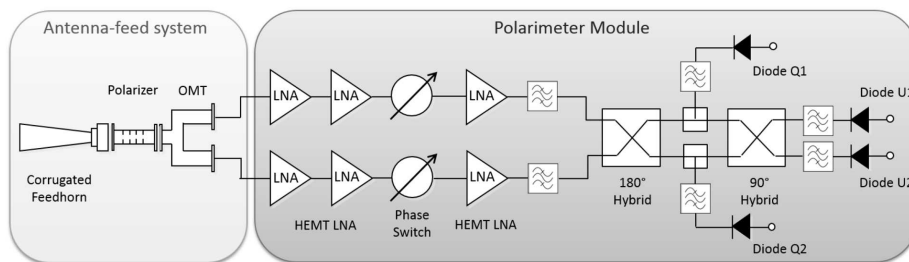 Antenna-feed system
Polarimeter Module
Polarizer
OMT
Corrugated
Feedhorn
LNA
LNA
LNA
LNA
LNA
LNA
HEMT LNA
Phase
Switch
HEMT LNA
180°
Hybrid
90°
Hybrid
Diode Q1
Diode U1
Diode U2
Diode Q2